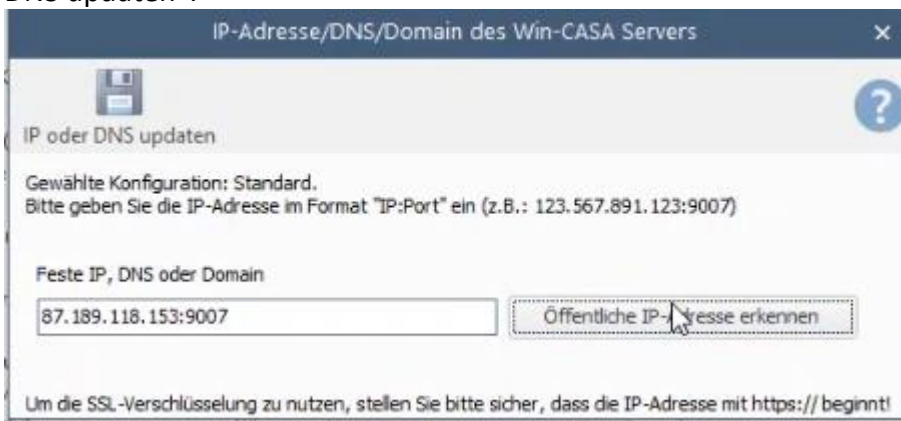 IP-Adresse/DNS/Domain des Win-CASA Servers
IP oder DNS updaten
Gewählte Konfiguration: Standard.
Bitte geben Sie die IP-Adresse im Format "IP:Port" ein (z.B.: 123.567.891.123:9007)
Feste IP, DNS oder Domain
87.189.118.153:9007
Öffentliche IP-Adresse erkennen
Um die SSL-Verschlüsselung zu nutzen, stellen Sie bitte sicher, dass die IP-Adresse mit https:// beginnt!